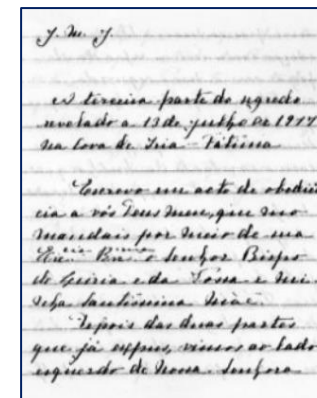 J. M. J.
A terceira parte do segredo
revelado a 13 de julho de 1917
na Cova da Iria - Fátima
Escrevo em acto de obediên
cia a vós Deus meu, que mo
mandais por meio de sua
Ex.cia Rev.ma o Senhor Bispo
de Leiria e da Vossa e mi
nha Santíssima Mãe.
Depois das duas partes
que já expus, vimos ao lado
esquerdo de Nossa Senhora